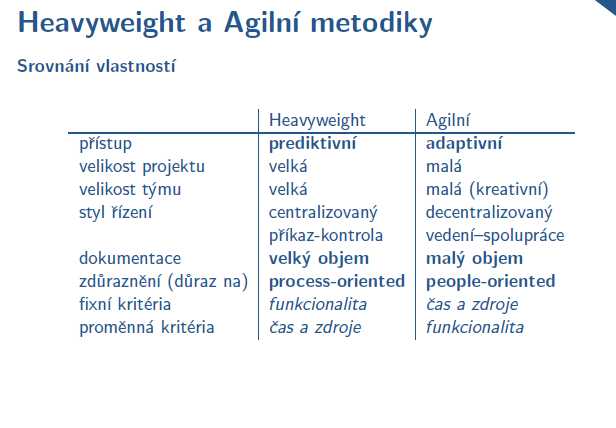 Heavyweight a Agilní metodiky
Srovnání vlastností
Heavyweight Agilní
přístup prediktivní adaptivní
velikost projektu velká malá
velikost týmu velká malá (kreativní)
styl řízení centralizovaný decentralizovaný
příkaz-kontrola vedení–spolupráce
dokumentace velký objem malý objem
zdůraznění (důraz na) process-oriented people-oriented
fixní kritéria funkcionalita čas a zdroje
proměnná kritéria čas a zdroje funkcionalita